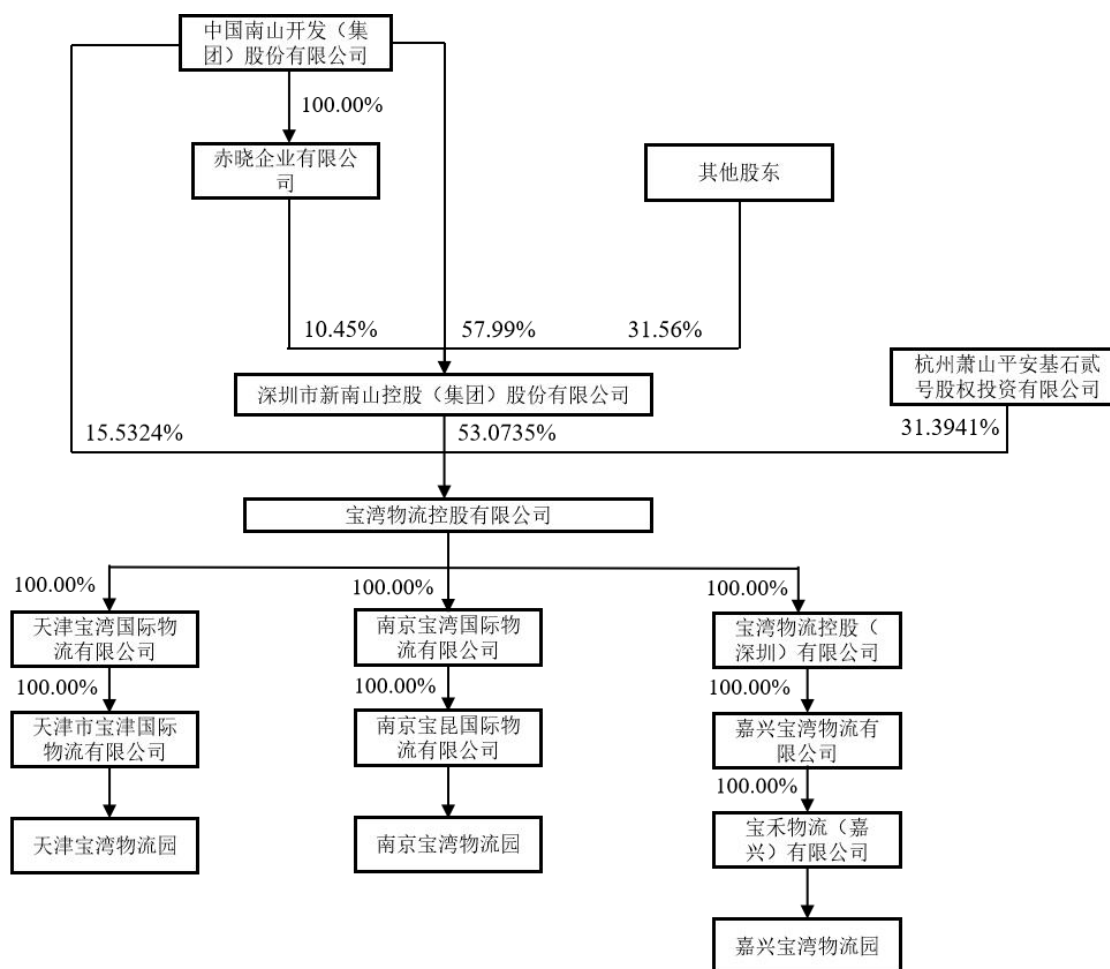 中国南山开发（集
团）股份有限公司
100.00%
赤晓企业有限公
司
其他股东
10.45%
57.99%
31.56%
深圳市新南山控股（集团）股份有限公司
杭州萧山平安基石贰
号股权投资有限公司
15.5324%
53.0735%
31.3941%
宝湾物流控股有限公司
100.00%
100.00%
100.00%
天津宝湾国际物
流有限公司
南京宝湾国际物
流有限公司
宝湾物流控股（
深圳）有限公司
100.00%
100.00%
100.00%
天津市宝津国际
物流有限公司
南京宝昆国际物
流有限公司
嘉兴宝湾物流有
限公司
100.00%
天津宝湾物流园
南京宝湾物流园
宝禾物流（嘉
兴）有限公司
嘉兴宝湾物流园